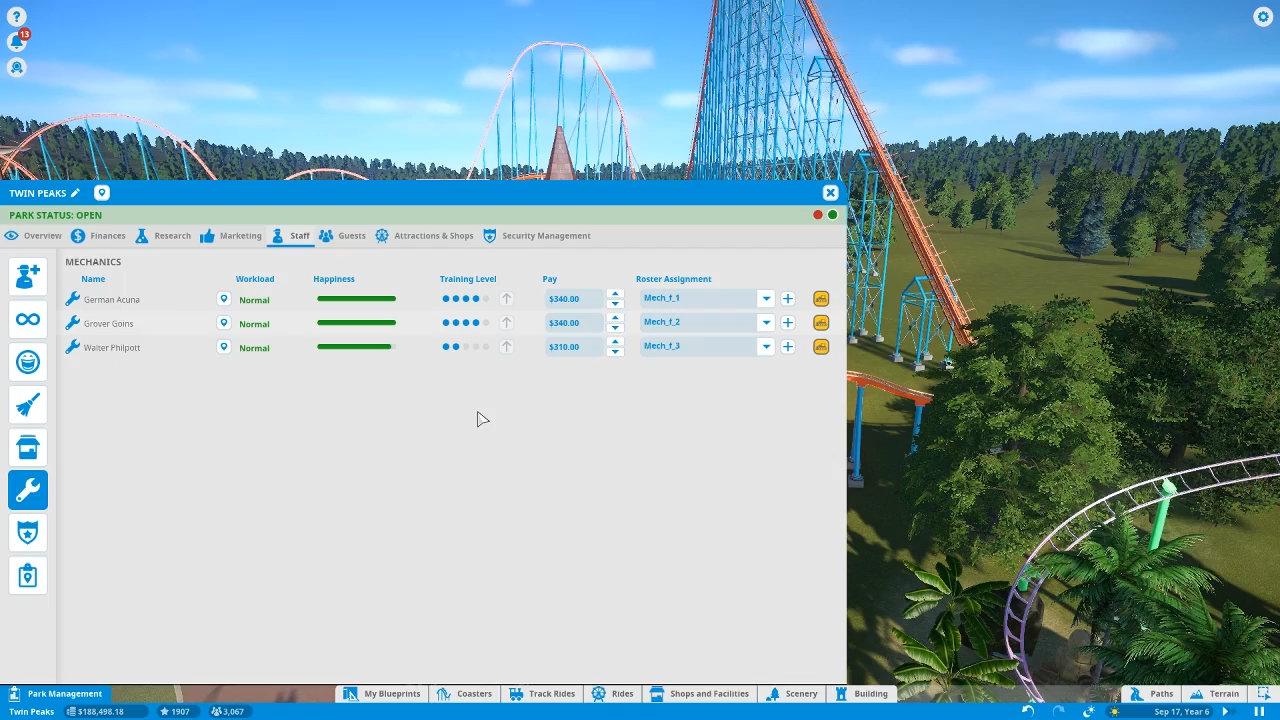 ?
13
TWIN PEAKS
PARK STATUS: OPEN
Overview Finances Research Marketing Staff Guests Attractions & Shops Security Management
MECHANICS
Name Workload Happiness Training Level Pay Roster Assignment
German Acuna Normal $340.00 Mech_f_1
Grover Goins Normal $340.00 Mech_f_2
Walter Philpott Normal $310.00 Mech_f_3
Park Management My Blueprints Coasters Track Rides Rides Shops and Facilities Scenery Building Paths Terrain
Twin Peaks $188,498.18 1907 3,067 Sep 17, Year 6